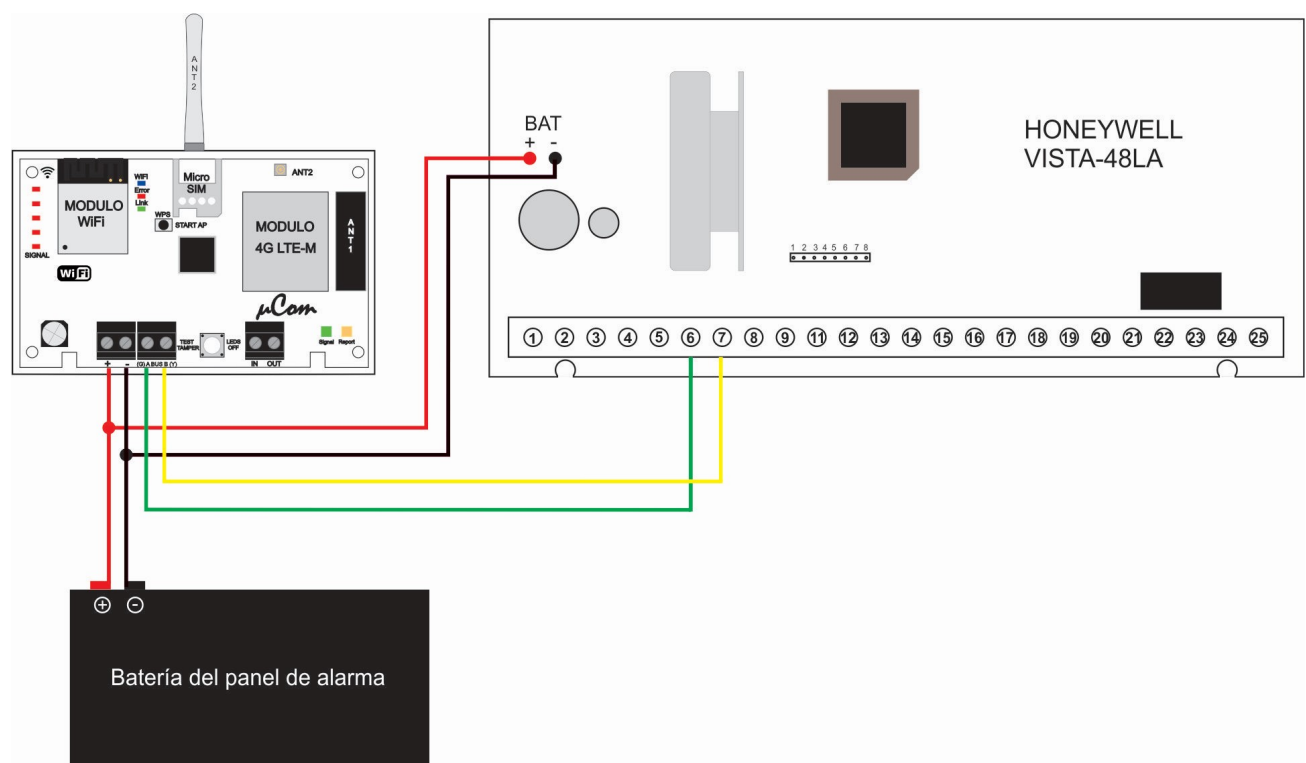 ANT2
WiFi
Error
Link
MODULO
WiFi
Micro
SIM
ANT2
WPS
START AP
MODULO
4G LTE-M
ANT1
SIGNAL
WiFi
µCom
TEST
TAMPER
LEDS
OFF
Signal Report
+ - (G) A BUS B (Y)
IN OUT
BAT
+ -
HONEYWELL
VISTA-48LA
1 2 3 4 5 6 7 8
1 2 3 4 5 6 7 8 9 11 12 13 14 15 16 17 18 19 20 21 22 23 24 25
+ -
Batería del panel de alarma